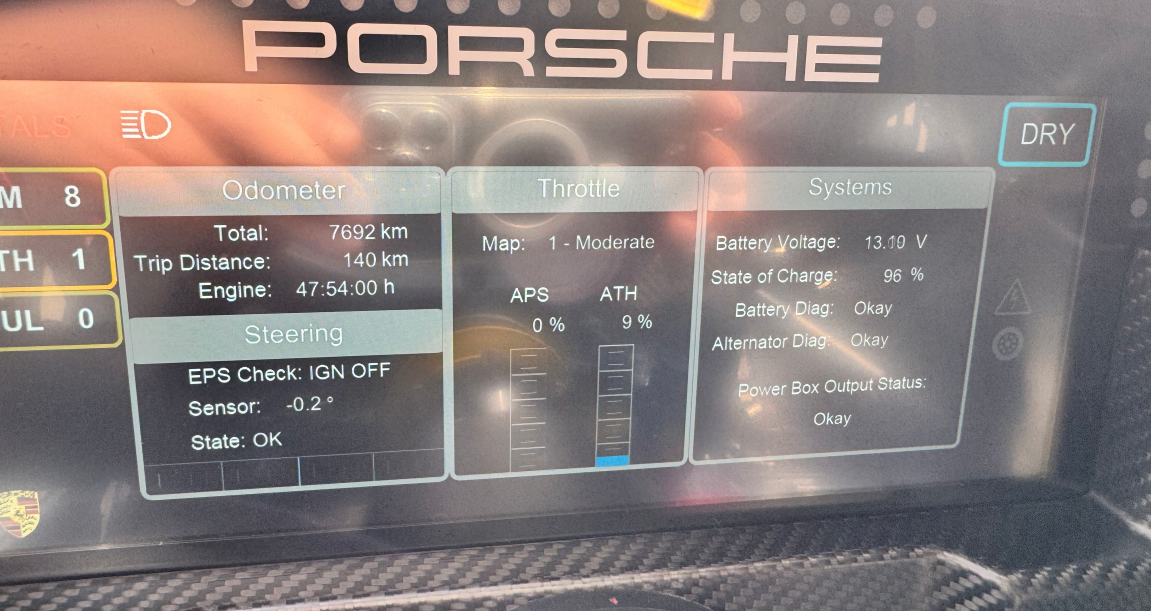 PORSCHE
TALS
DRY
M 8
TH 1
UL 0
Odometer
Total: 7692 km
Trip Distance: 140 km
Engine: 47:54:00 h
Steering
EPS Check: IGN OFF
Sensor: -0.2°
State: OK
Throttle
Map: 1 - Moderate
APS ATH
0 % 9 %
Systems
Battery Voltage: 13.10 V
State of Charge: 96 %
Battery Diag: Okay
Alternator Diag: Okay
Power Box Output Status:
Okay